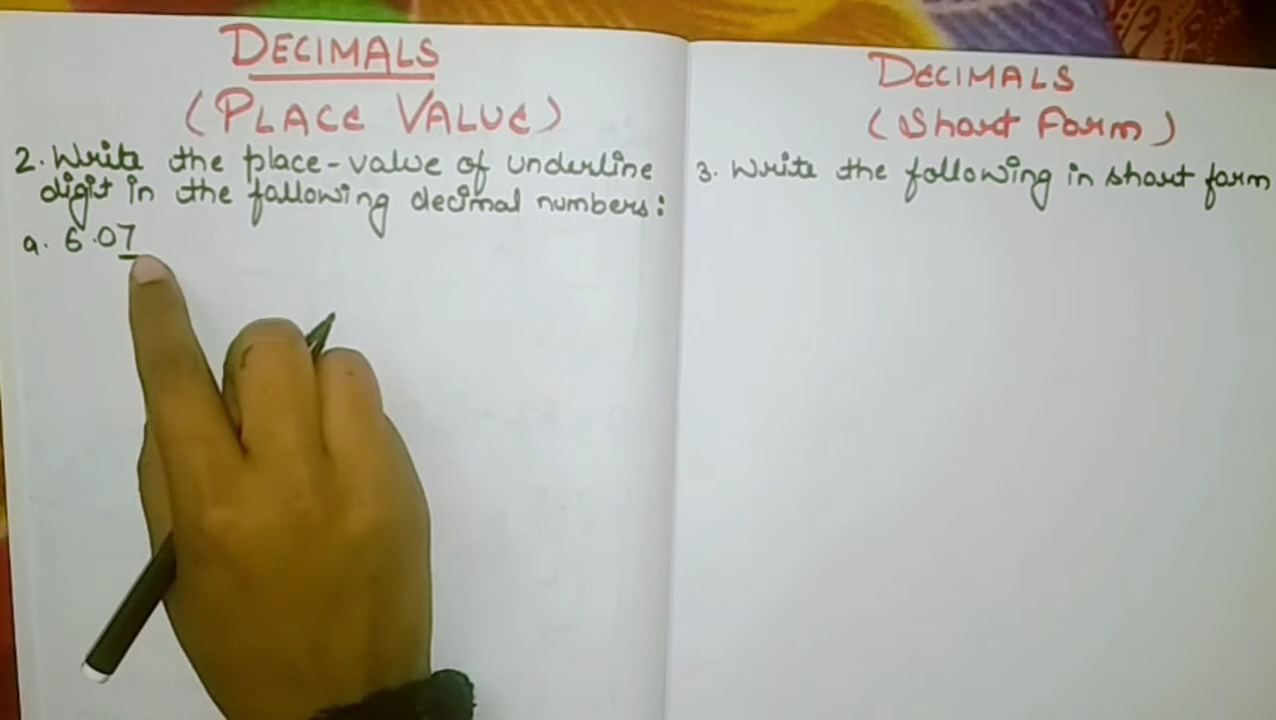 DECIMALS
(PLACE VALUE)
2. Write the place-value of underline
digit in the following decimal numbers:
a. 6.07
DECIMALS
(Short Form)
3. Write the following in short form